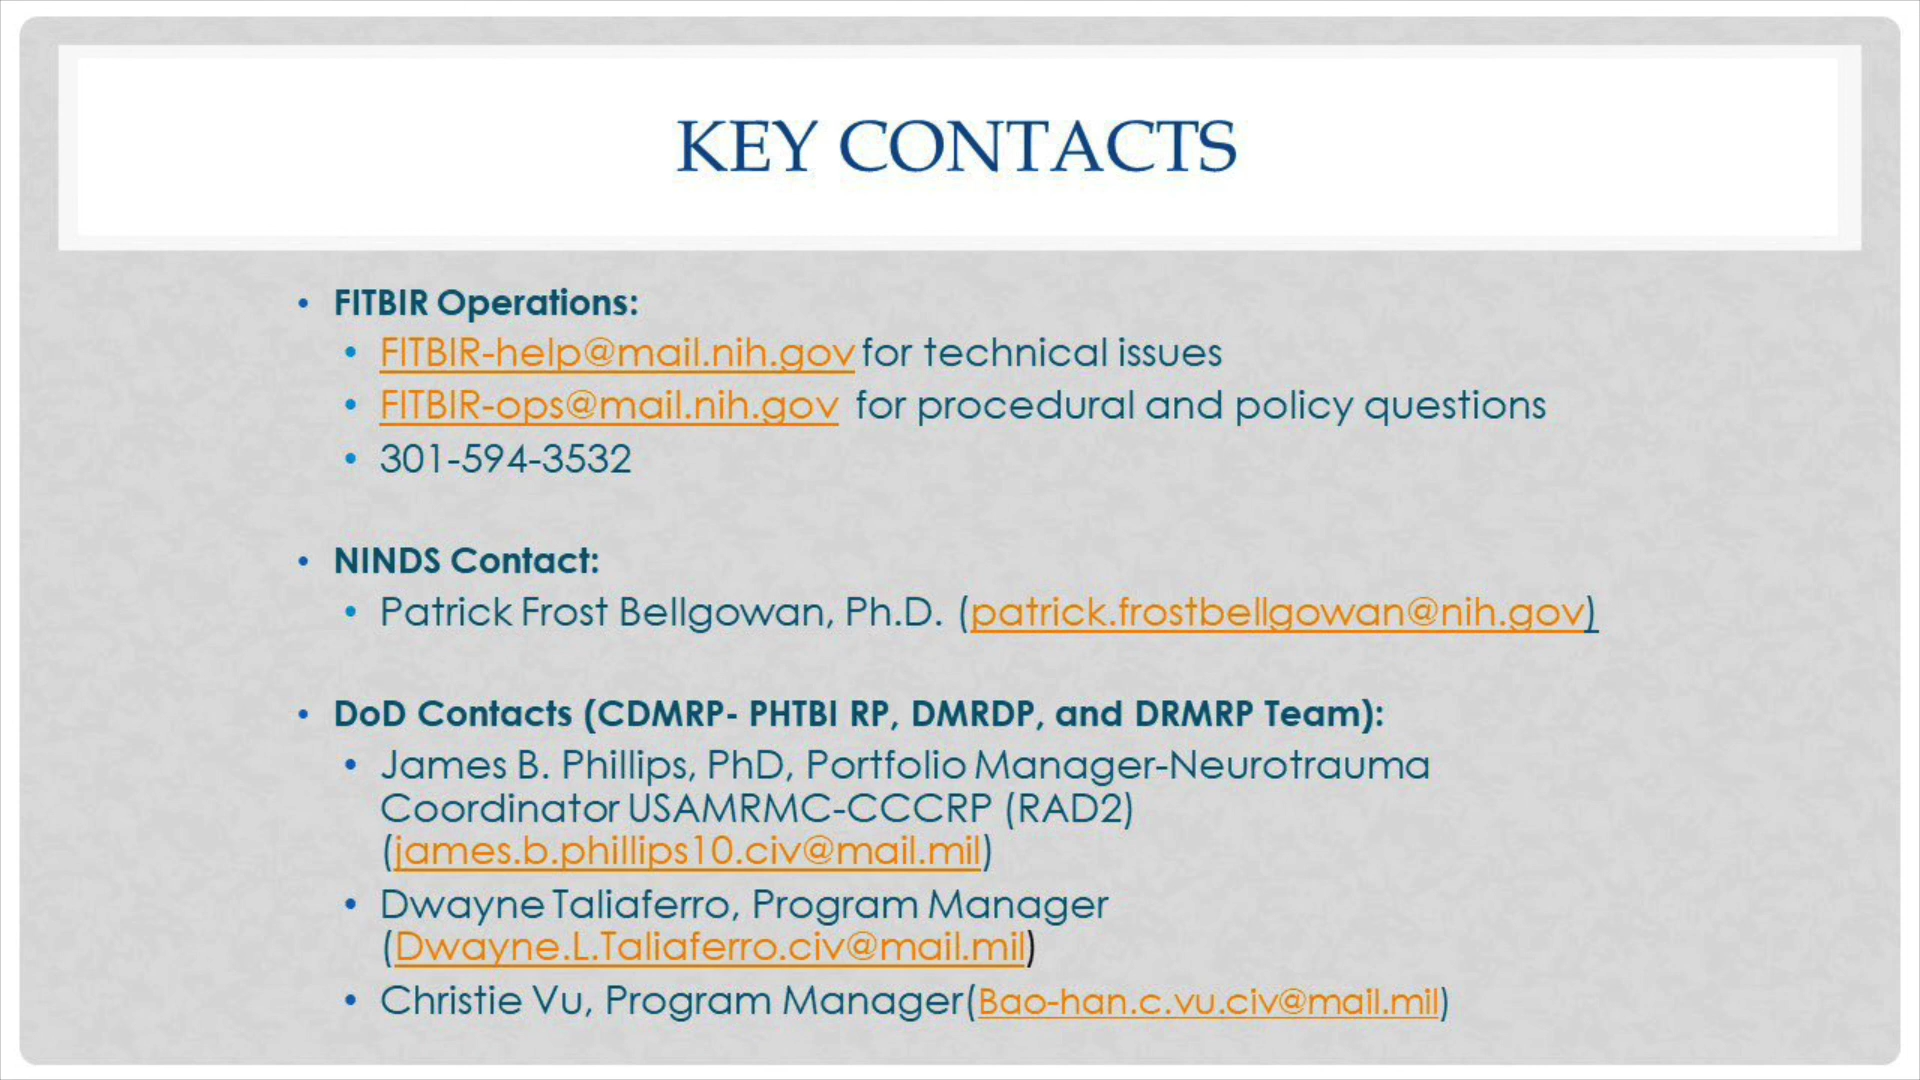 KEY CONTACTS
• FITBIR Operations:
• FITBIR-help@mail.nih.gov for technical issues
• FITBIR-ops@mail.nih.gov for procedural and policy questions
• 301-594-3532
• NINDS Contact:
• Patrick Frost Bellgowan, Ph.D. (patrick.frostbellgowan@nih.gov)
• DoD Contacts (CDMRP- PHTBI RP, DMRDP, and DRMRP Team):
• James B. Phillips, PhD, Portfolio Manager-Neurotrauma
Coordinator USAMRMC-CCCRP (RAD2)
(james.b.phillips10.civ@mail.mil)
• Dwayne Taliaferro, Program Manager
(Dwayne.L.Taliaferro.civ@mail.mil)
• Christie Vu, Program Manager(Bao-han.c.vu.civ@mail.mil)